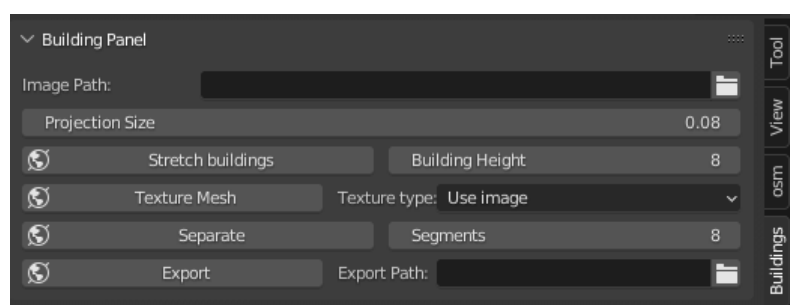 Building Panel
Image Path:
Projection Size 0.08
Stretch buildings Building Height 8
Texture Mesh Texture type: Use image
Separate Segments 8
Export Export Path:
Tool
View
osm
Buildings